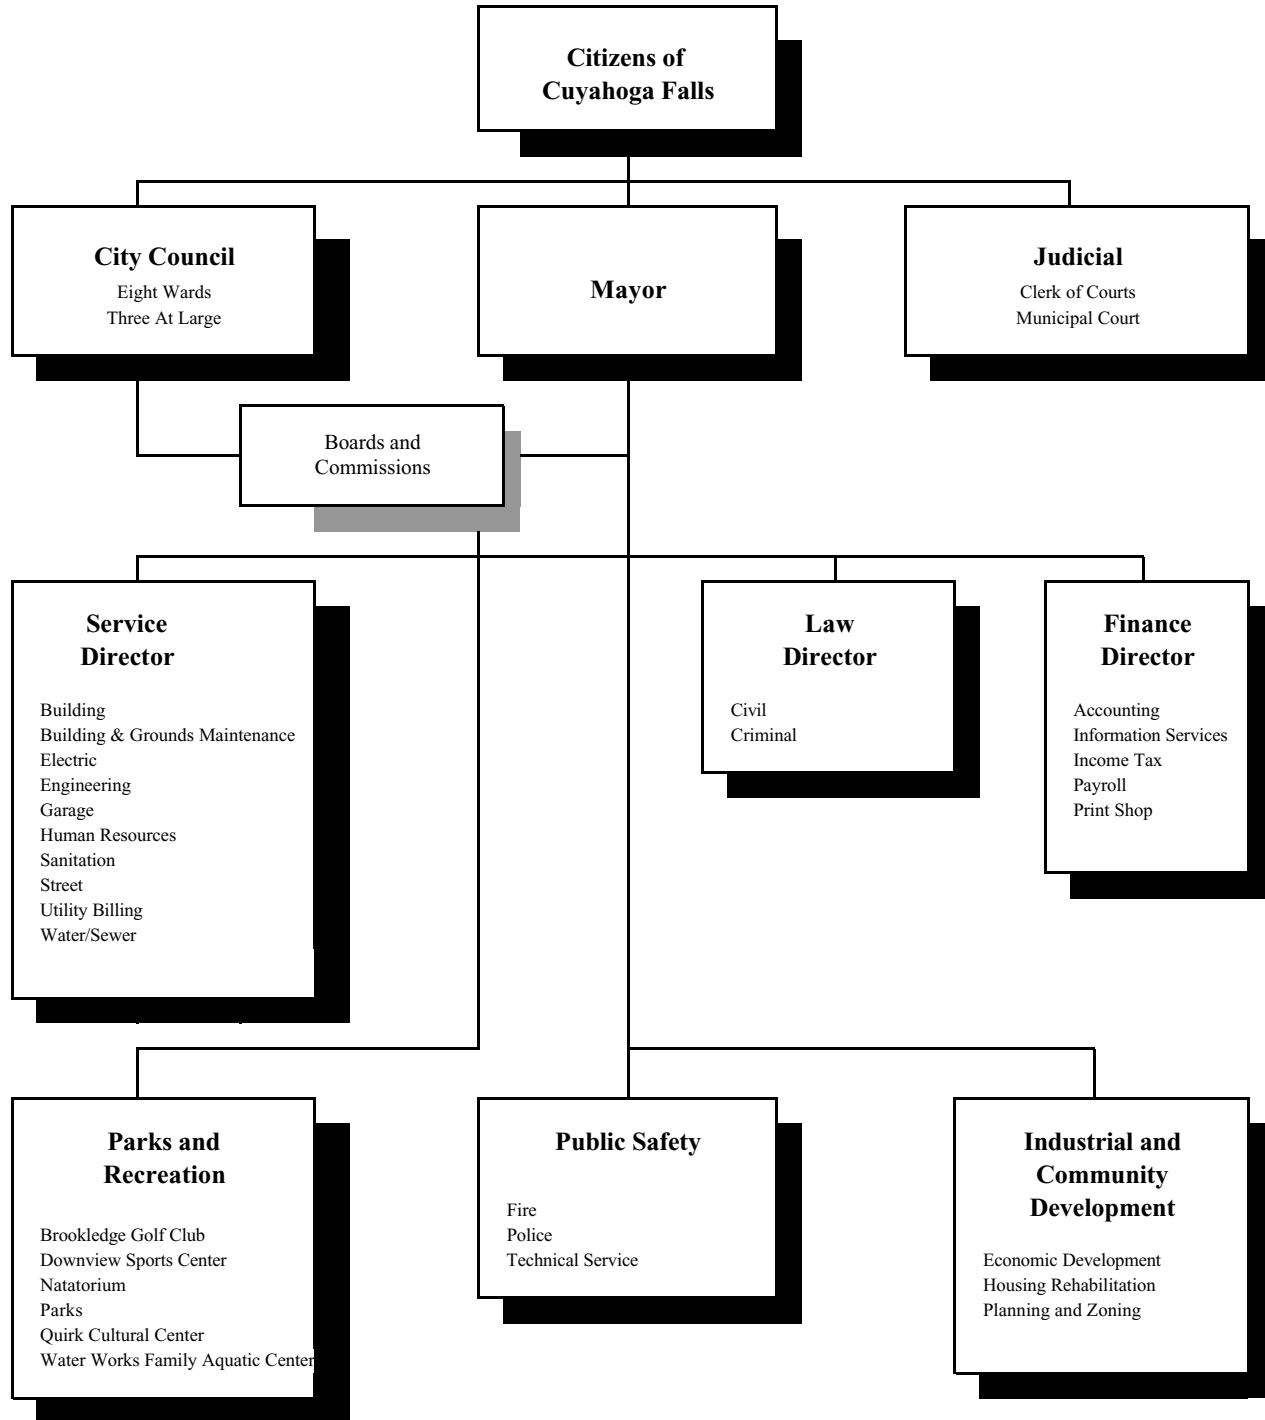 Citizens of
Cuyahoga Falls
City Council
Eight Wards
Three At Large
Mayor
Judicial
Clerk of Courts
Municipal Court
Boards and
Commissions
Service
Director
Building
Building & Grounds Maintenance
Electric
Engineering
Garage
Human Resources
Sanitation
Street
Utility Billing
Water/Sewer
Law
Director
Civil
Criminal
Finance
Director
Accounting
Information Services
Income Tax
Payroll
Print Shop
Parks and
Recreation
Brookledge Golf Club
Downview Sports Center
Natatorium
Parks
Quirk Cultural Center
Water Works Family Aquatic Center
Public Safety
Fire
Police
Technical Service
Industrial and
Community
Development
Economic Development
Housing Rehabilitation
Planning and Zoning